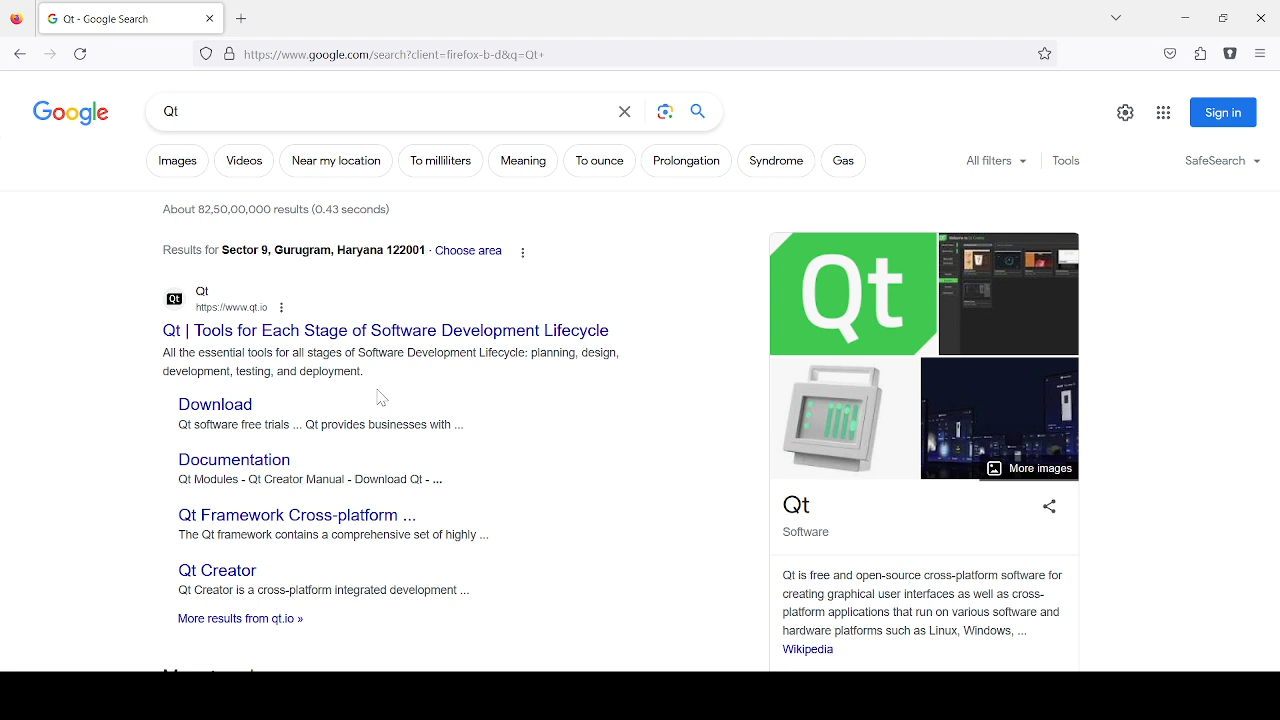 Qt - Google Search
https://www.google.com/search?client=firefox-b-d&q=Qt+
Google
Qt
Sign in
Images
Videos
Near my location
To milliliters
Meaning
To ounce
Prolongation
Syndrome
Gas
All filters
Tools
SafeSearch
About 82,50,00,000 results (0.43 seconds)
Results for Sector 15, Gurugram, Haryana 122001 · Choose area
Qt
Qt
https://www.qt.io
Qt | Tools for Each Stage of Software Development Lifecycle
All the essential tools for all stages of Software Development Lifecycle: planning, design,
development, testing, and deployment.
Download
Qt software details ... Qt provides businesses with ...
Documentation
Qt Modules - Qt Creator Manual - Download Qt - ...
Qt Framework Cross-platform ...
The Qt framework contains a comprehensive set of highly ...
Qt Creator
Qt Creator is a cross-platform integrated development ...
More results from qt.io »
Qt
More images
Qt
Software
Qt is free and open-source cross-platform software for
creating graphical user interfaces as well as cross-
platform applications that run on various software and
hardware platforms such as Linux, Windows, ...
Wikipedia